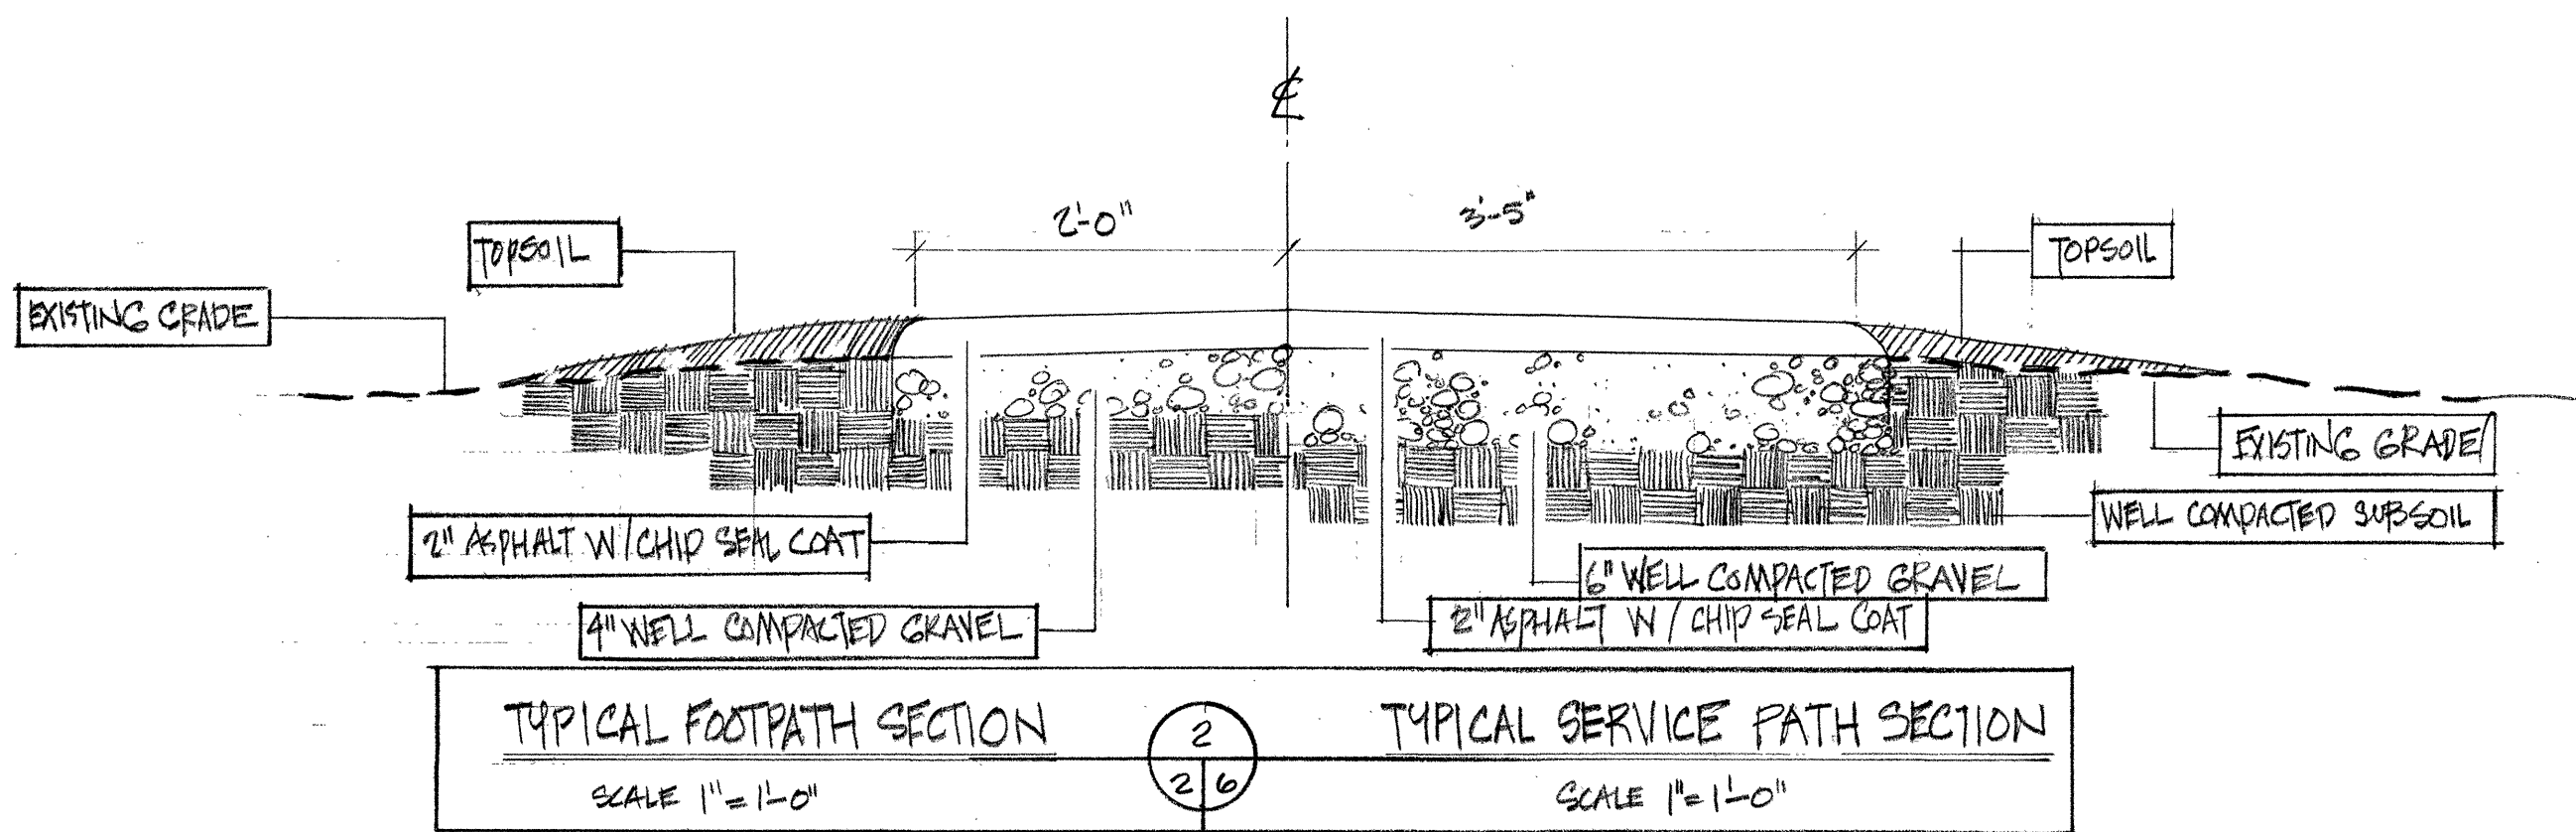 ℄
2'-0"
3'-5"
TOPSOIL
TOPSOIL
EXISTING GRADE
EXISTING GRADE
WELL COMPACTED SUBSOIL
2" ASPHALT W/CHIP SEAL COAT
6" WELL COMPACTED GRAVEL
4" WELL COMPACTED GRAVEL
2" ASPHALT W/CHIP SEAL COAT
TYPICAL FOOTPATH SECTION
SCALE 1"=1'-0"
2
2 6
TYPICAL SERVICE PATH SECTION
SCALE 1"=1'-0"